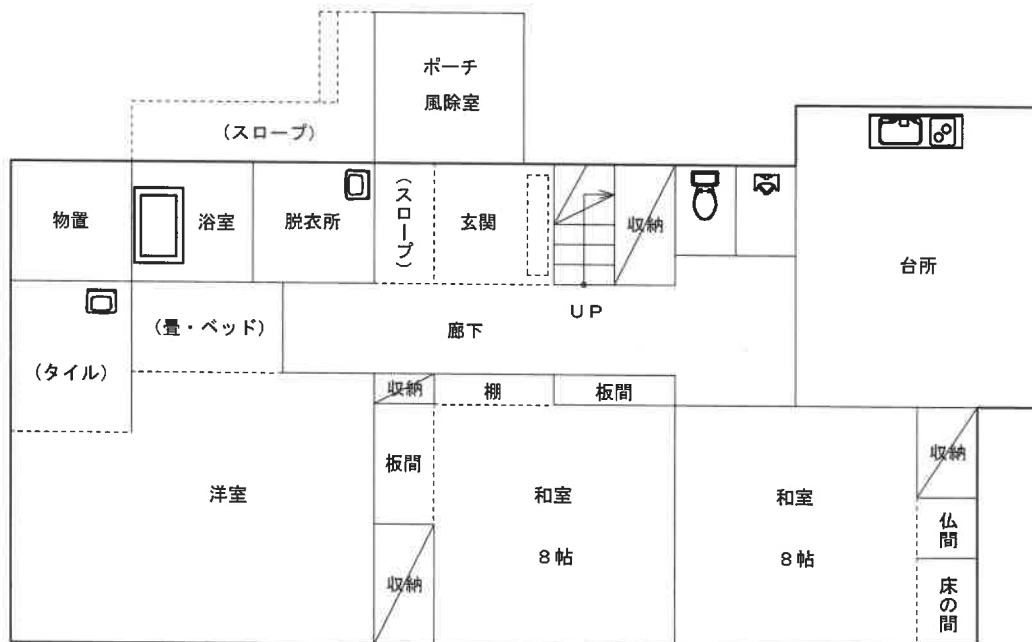 ポーチ
風除室
(スロープ)
物置
浴室
脱衣所
(スロープ)
玄関
収納
台所
(タイル)
(畳・ベッド)
廊下
UP
収納
棚
板間
板間
洋室
収納
和室
8帖
和室
8帖
収納
仏間
床の間